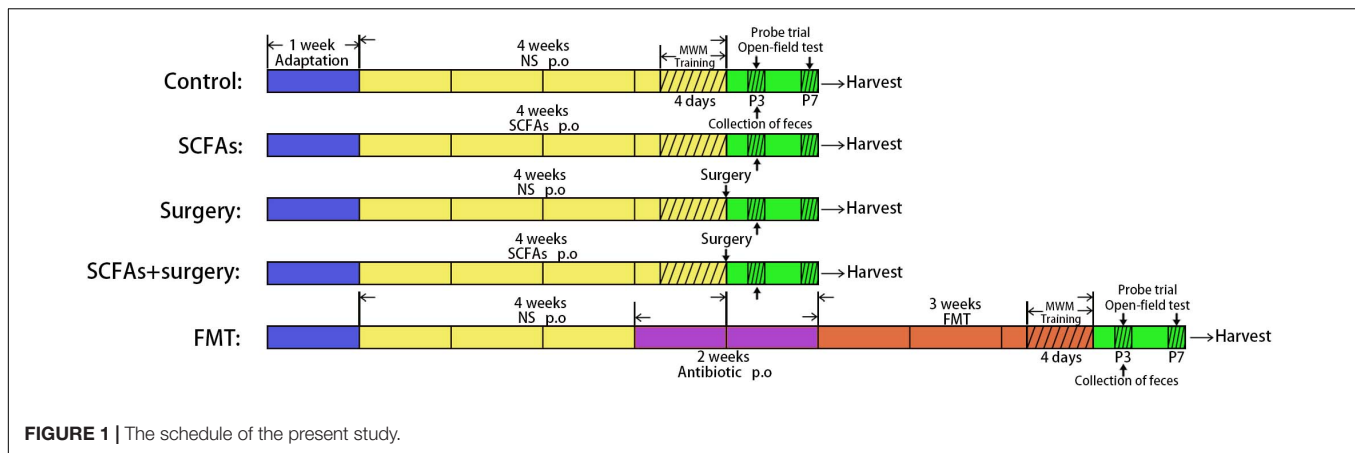 1 week
Adaptation
4 weeks
NS p.o
MWM
Training
Probe trial
Open-field test
Control:
Harvest
4 days
P3
P7
Collection of feces
4 weeks
SCFAs p.o
SCFAs:
Harvest
4 weeks
NS p.o
Surgery
Surgery:
Harvest
4 weeks
SCFAs p.o
Surgery
SCFAs+surgery:
Harvest
4 weeks
NS p.o
3 weeks
FMT
MWM
Training
Probe trial
Open-field test
FMT:
Harvest
2 weeks
Antibiotic p.o
4 days
P3
P7
Collection of feces
FIGURE 1 | The schedule of the present study.